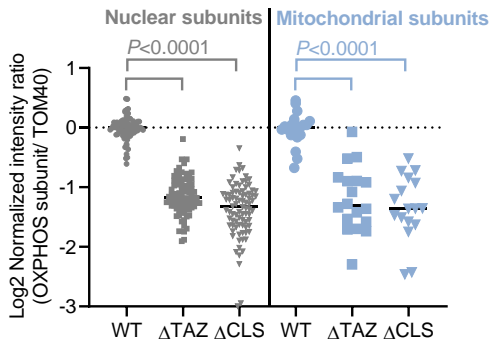 Nuclear subunits Mitochondrial subunits
P<0.0001 P<0.0001
Log2 Normalized intensity ratio
(OXPHOS subunit/ TOM40)
1
0
-1
-2
-3
WT ΔTAZ ΔCLS WT ΔTAZ ΔCLS